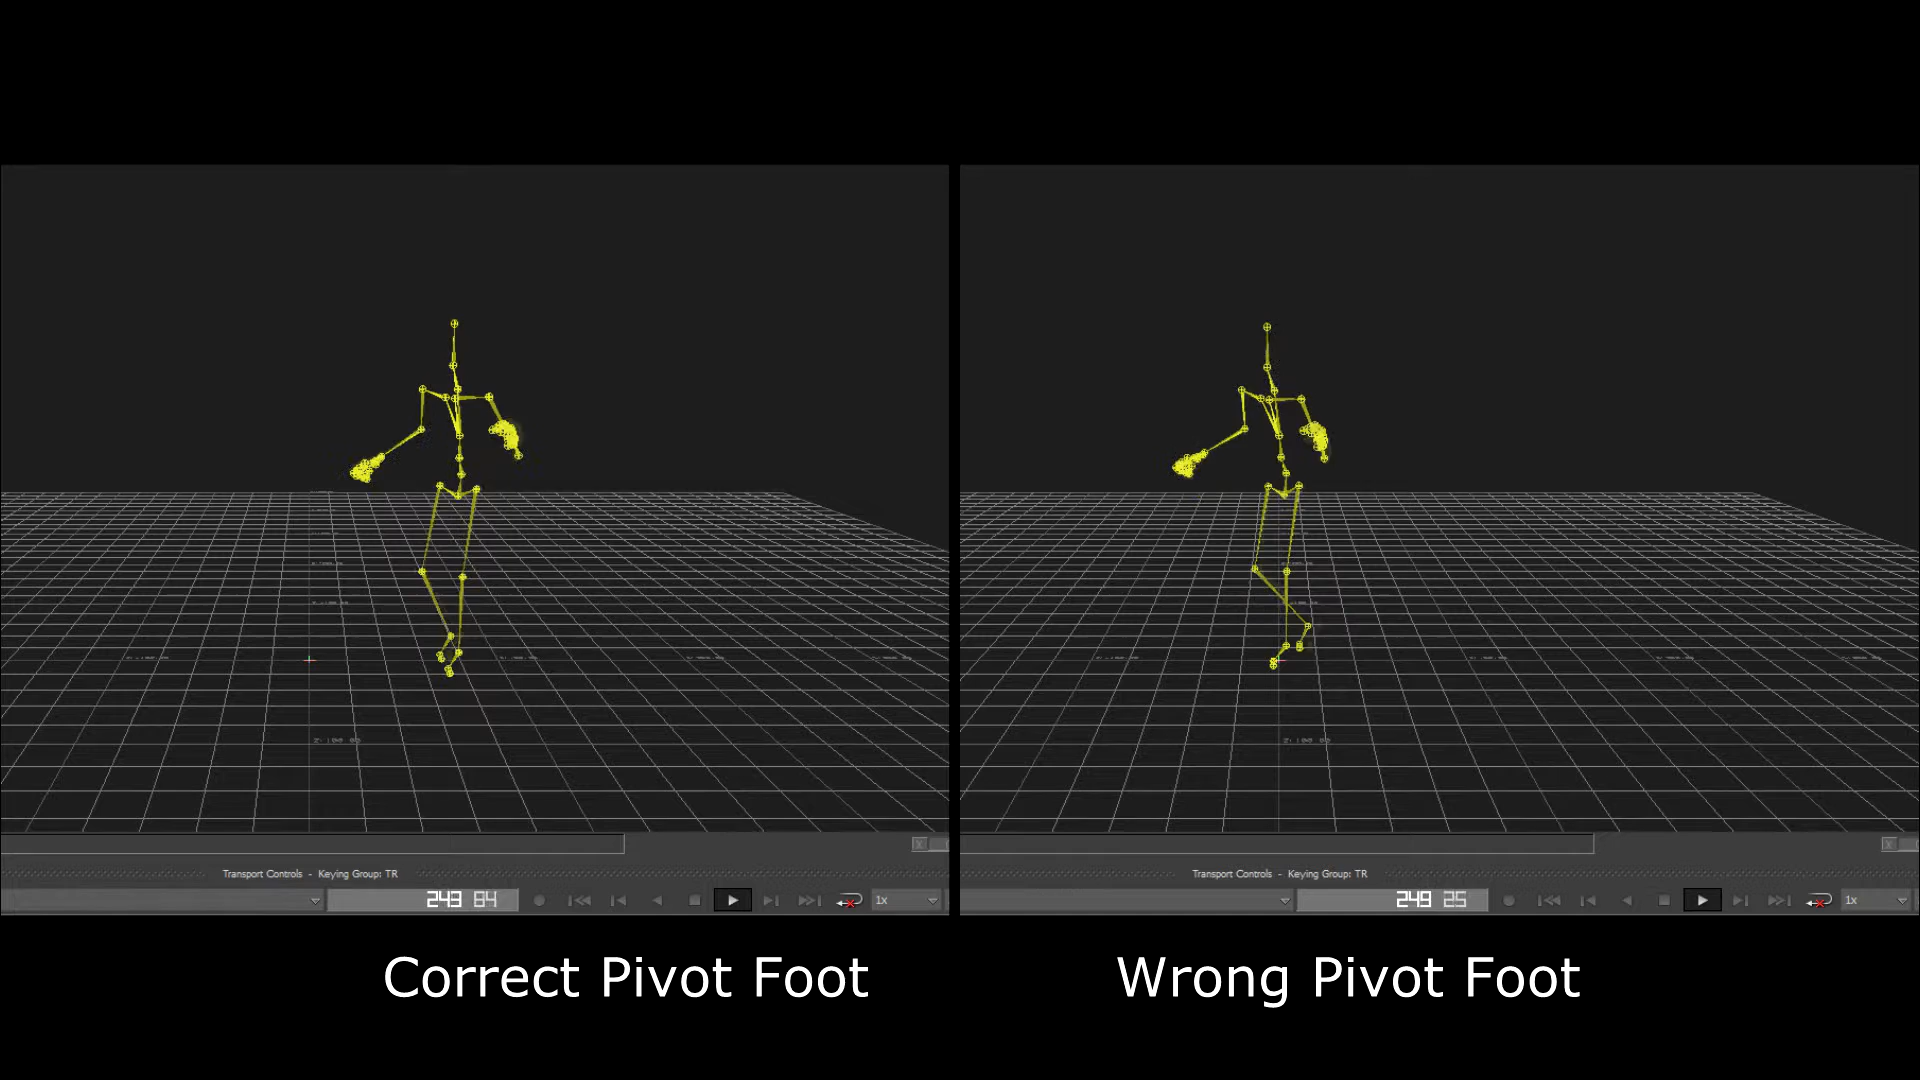 Transport Controls - Keying Group: TR
243 84
1x
Transport Controls - Keying Group: TR
249 25
1x
Correct Pivot Foot
Wrong Pivot Foot